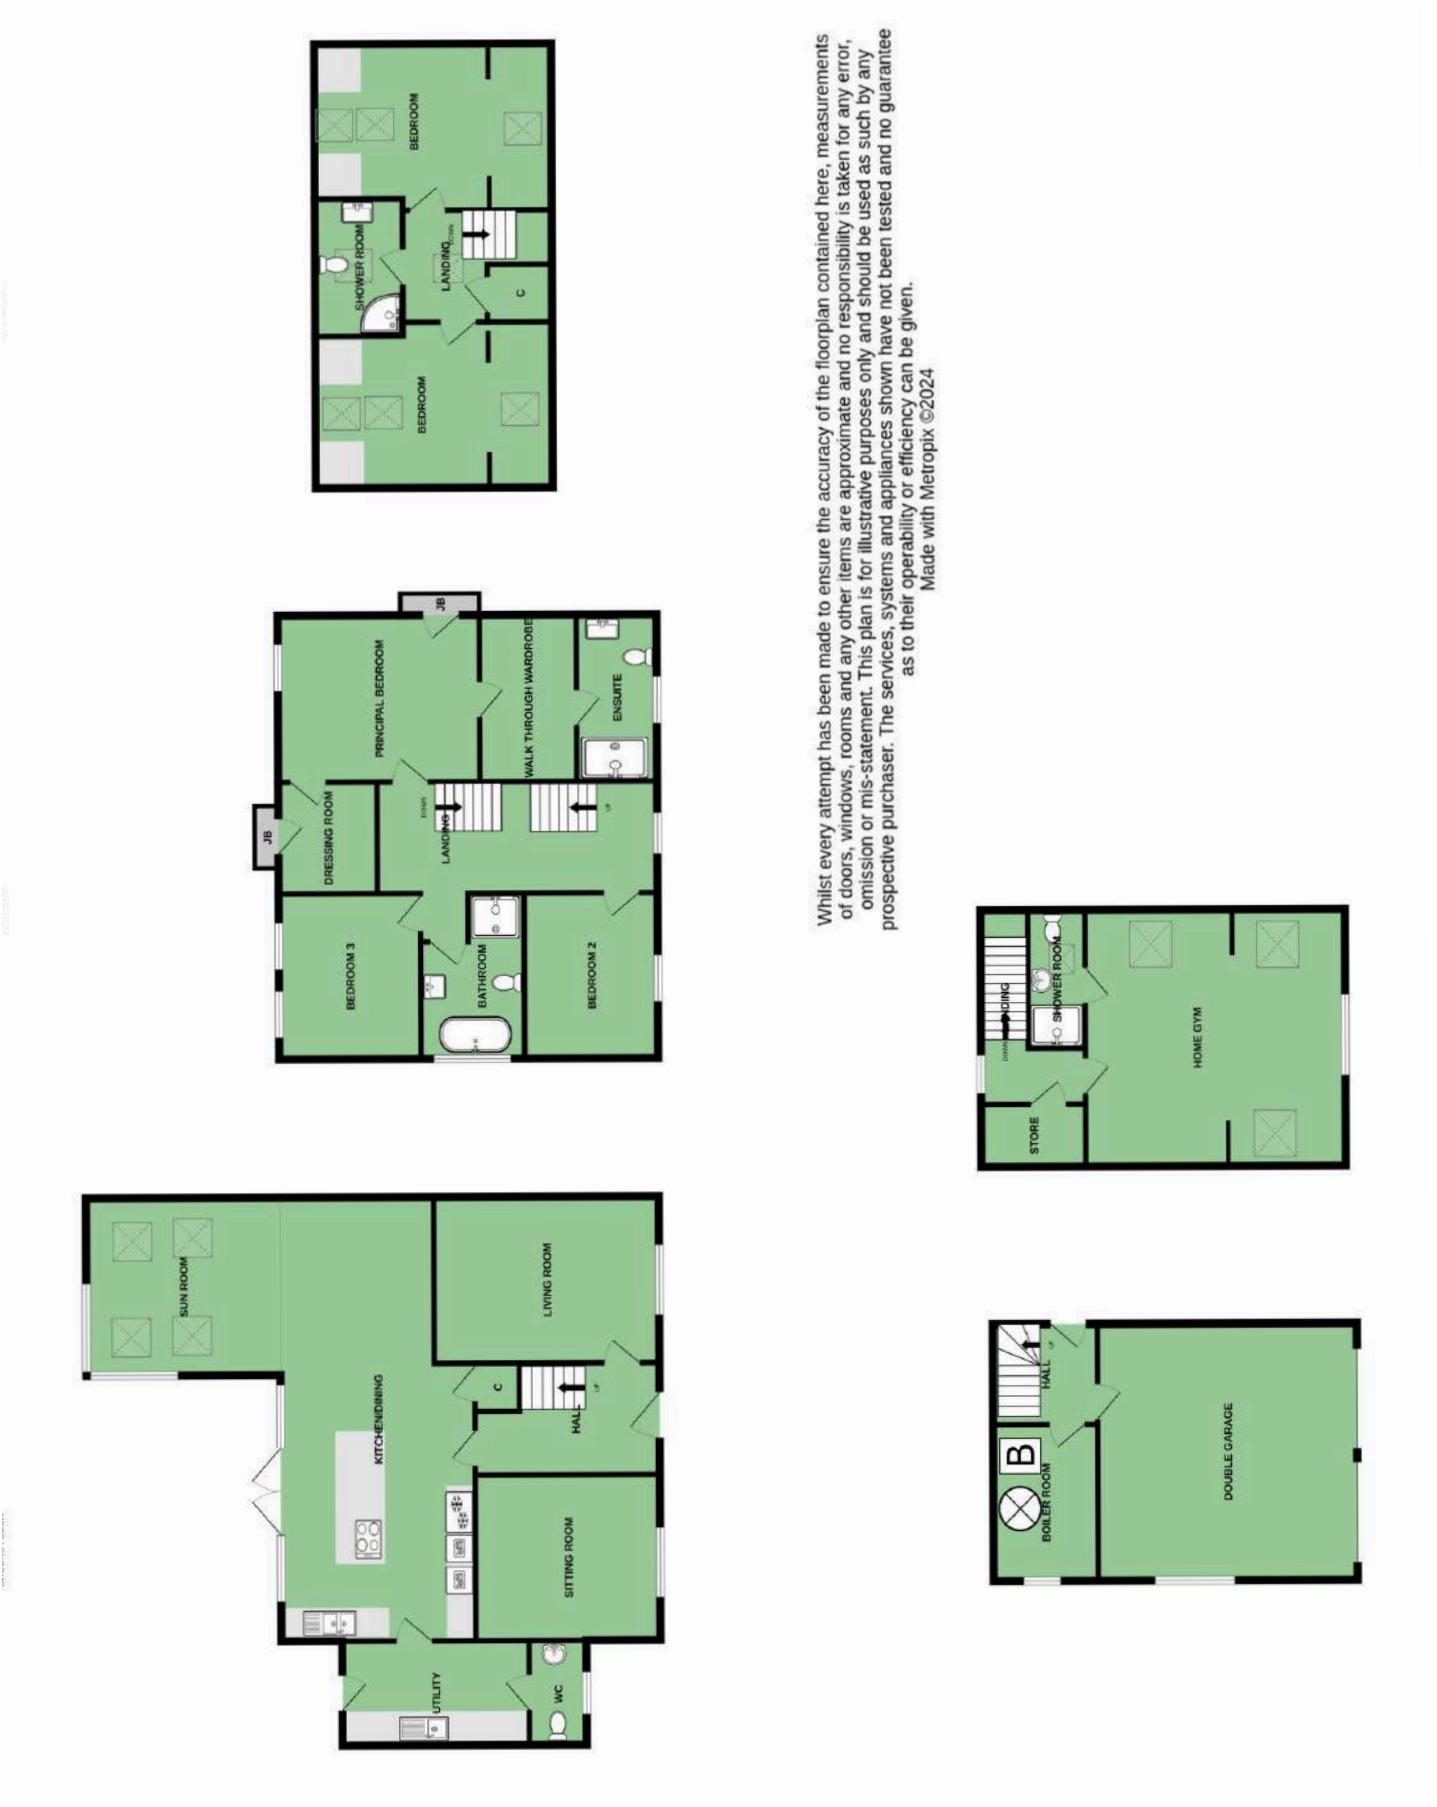 BEDROOM
SHOWER ROOM
LANDING
DOWN
C
BEDROOM
JB
PRINCIPAL BEDROOM
WALK THROUGH WARDROBE
ENSUITE
JB
DRESSING ROOM
LANDING
DOWN
UP
BEDROOM 3
BATHROOM
BEDROOM 2
SUN ROOM
KITCHEN/DINING
LIVING ROOM
C
HALL
UP
SITTING ROOM
UTILITY
WC
Whilst every attempt has been made to ensure the accuracy of the floorplan contained here, measurements
of doors, windows, rooms and any other items are approximate and no responsibility is taken for any error,
omission or mis-statement. This plan is for illustrative purposes only and should be used as such by any
prospective purchaser. The services, systems and appliances shown have not been tested and no guarantee
as to their operability or efficiency can be given.
Made with Metropix ©2024
DOWN
SHOWER ROOM
HOME GYM
STORE
HALL
UP
B
BOILER ROOM
DOUBLE GARAGE